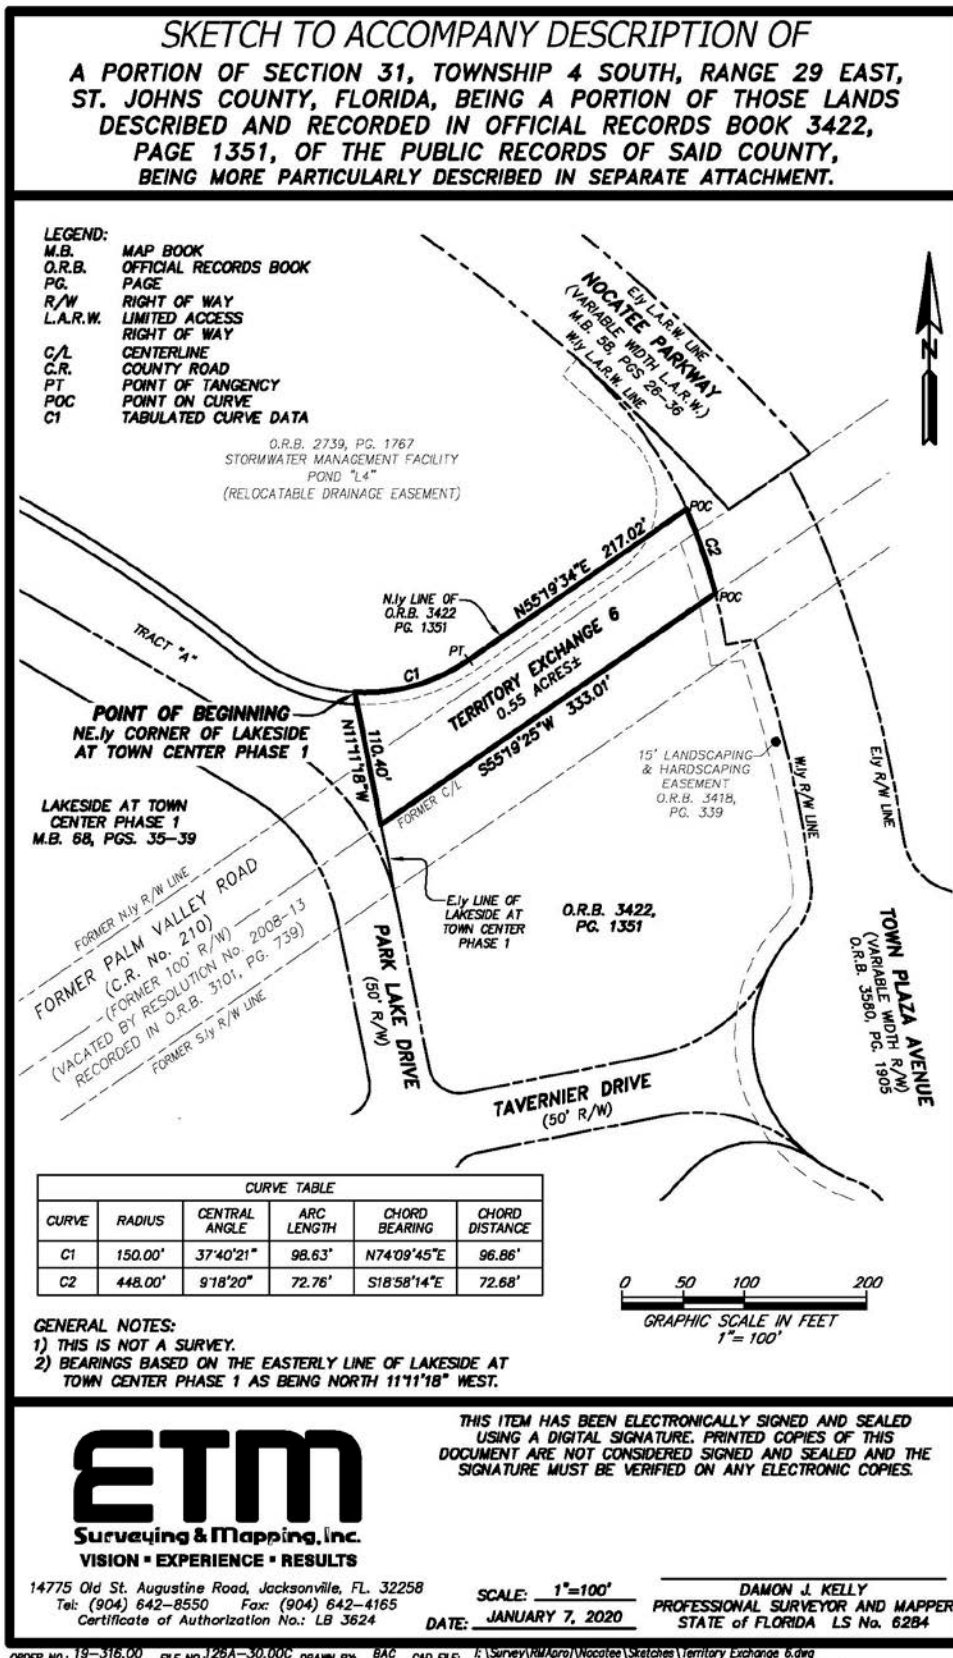 SKETCH TO ACCOMPANY DESCRIPTION OF
A PORTION OF SECTION 31, TOWNSHIP 4 SOUTH, RANGE 29 EAST,
ST. JOHNS COUNTY, FLORIDA, BEING A PORTION OF THOSE LANDS
DESCRIBED AND RECORDED IN OFFICIAL RECORDS BOOK 3422,
PAGE 1351, OF THE PUBLIC RECORDS OF SAID COUNTY,
BEING MORE PARTICULARLY DESCRIBED IN SEPARATE ATTACHMENT.
LEGEND:
M.B. MAP BOOK
O.R.B. OFFICIAL RECORDS BOOK
PG. PAGE
R/W RIGHT OF WAY
L.A.R.W. LIMITED ACCESS
RIGHT OF WAY
C/L CENTERLINE
C.R. COUNTY ROAD
PT POINT OF TANGENCY
POC POINT ON CURVE
C1 TABULATED CURVE DATA
E.ly L.A.R.W. LINE
NOCATEE PARKWAY
(VARIABLE WIDTH L.A.R.W.)
M.B. 58, PGS 26-36
W.ly L.A.R.W. LINE
N
O.R.B. 2739, PG. 1767
STORMWATER MANAGEMENT FACILITY
POND "L4"
(RELOCATABLE DRAINAGE EASEMENT)
POC
C2
POC
N55°19'34"E 217.02'
N.ly LINE OF
O.R.B. 3422
PG. 1351
PT
C1
TERRITORY EXCHANGE 6
0.55 ACRES±
S55°19'25"W 333.01'
FORMER C/L
TRACT "A"
POINT OF BEGINNING
NE.ly CORNER OF LAKESIDE
AT TOWN CENTER PHASE 1
110.40'
N11°11'18"W
LAKESIDE AT TOWN
CENTER PHASE 1
M.B. 68, PGS. 35-39
15' LANDSCAPING
& HARDSCAPING
EASEMENT
O.R.B. 3418,
PG. 339
W.ly R/W LINE
E.ly R/W LINE
FORMER N.ly R/W LINE
FORMER PALM VALLEY ROAD
(C.R. No. 210)
(FORMER 100' R/W)
(VACATED BY RESOLUTION No. 2008-13
RECORDED IN O.R.B. 3101, PG. 739)
FORMER S.ly R/W LINE
E.ly LINE OF
LAKESIDE AT
TOWN CENTER
PHASE 1
O.R.B. 3422,
PG. 1351
PARK LAKE DRIVE
(50' R/W)
TOWN PLAZA AVENUE
(VARIABLE WIDTH R/W)
O.R.B. 3580, PG. 1905
TAVERNIER DRIVE
(50' R/W)
CURVE TABLE
CURVE RADIUS CENTRAL ANGLE ARC LENGTH CHORD BEARING CHORD DISTANCE
C1 150.00' 37°40'21" 98.63' N74°09'45"E 96.86'
C2 448.00' 9°18'20" 72.76' S18°58'14"E 72.68'
0 50 100 200
GRAPHIC SCALE IN FEET
1"= 100'
GENERAL NOTES:
1) THIS IS NOT A SURVEY.
2) BEARINGS BASED ON THE EASTERLY LINE OF LAKESIDE AT
TOWN CENTER PHASE 1 AS BEING NORTH 11°11'18" WEST.
ETM
Surveying & Mapping, Inc.
VISION ▪ EXPERIENCE ▪ RESULTS
14775 Old St. Augustine Road, Jacksonville, FL. 32258
Tel: (904) 642-8550 Fax: (904) 642-4165
Certificate of Authorization No.: LB 3624
THIS ITEM HAS BEEN ELECTRONICALLY SIGNED AND SEALED
USING A DIGITAL SIGNATURE. PRINTED COPIES OF THIS
DOCUMENT ARE NOT CONSIDERED SIGNED AND SEALED AND THE
SIGNATURE MUST BE VERIFIED ON ANY ELECTRONIC COPIES.
SCALE: 1"=100'
DATE: JANUARY 7, 2020
DAMON J. KELLY
PROFESSIONAL SURVEYOR AND MAPPER
STATE of FLORIDA LS No. 6284
ORDER NO.: 19-316.00 FILE NO.: 126A-30.00C DRAWN BY: BAC CAD FILE: I:\Survey\RMAproj\Nocatee\Sketches\Territory Exchange 6.dwg